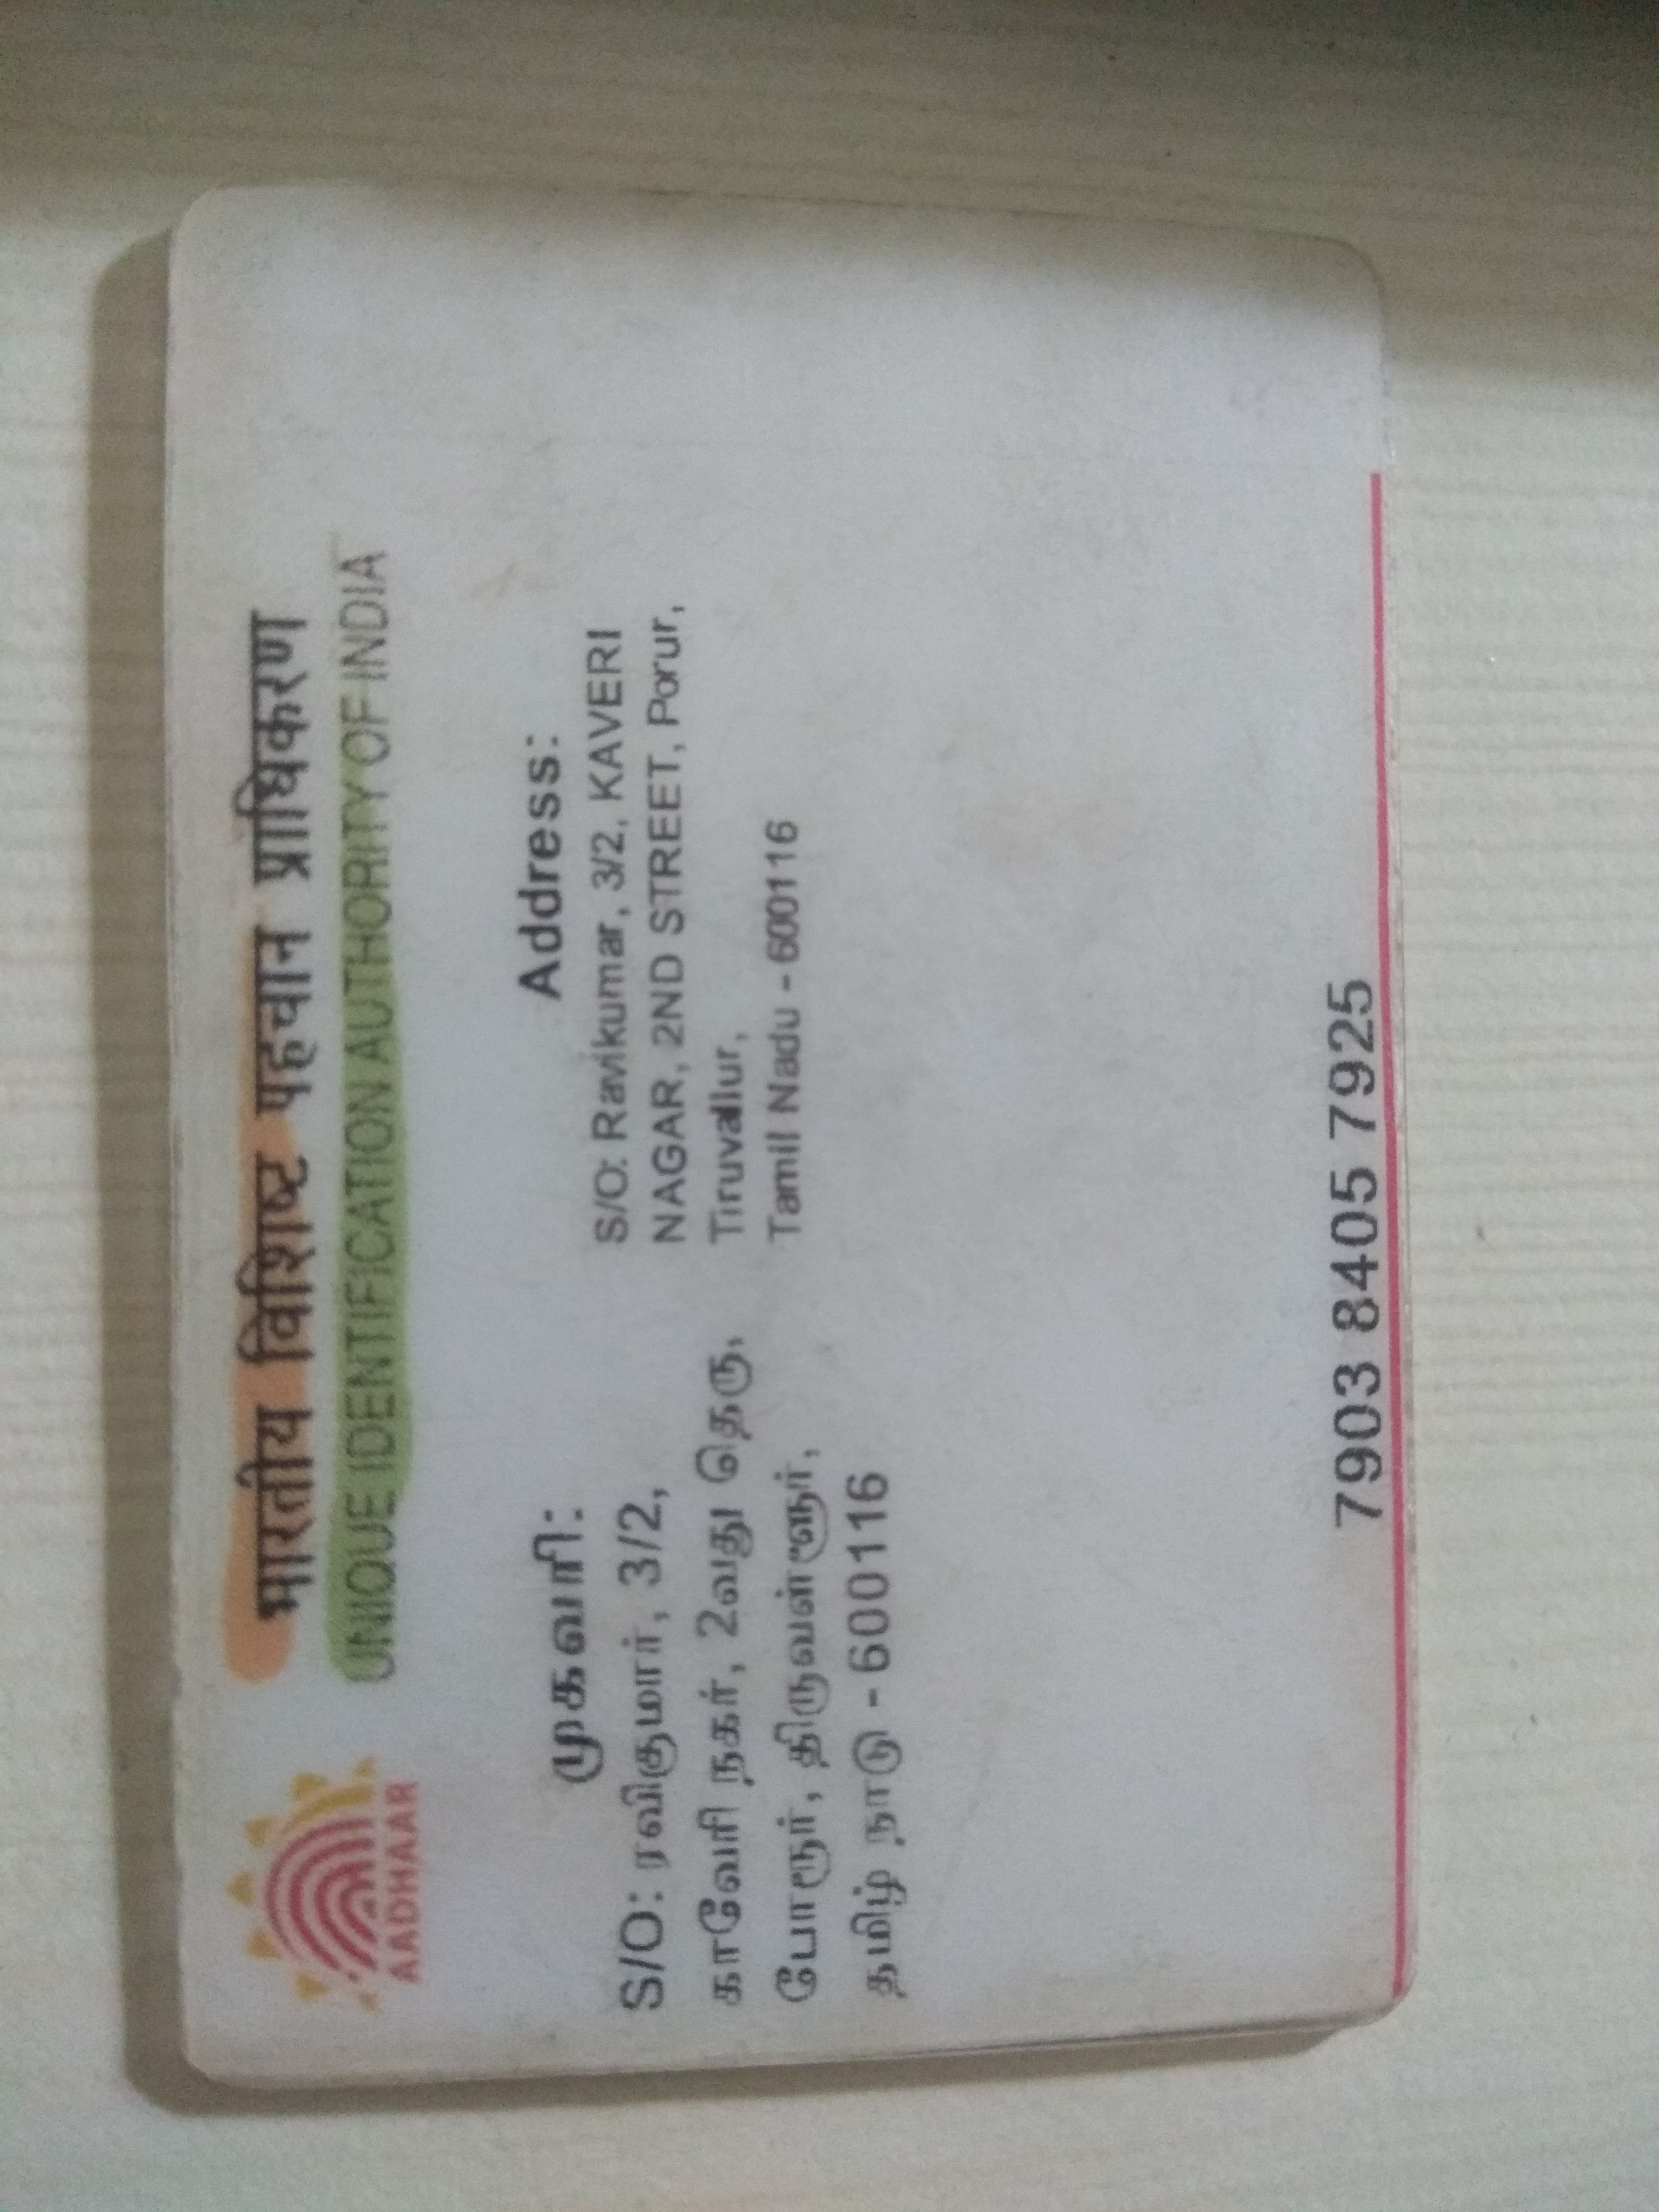 भारतीय विशिष्ट पहचान प्राधिकरण
UNIQUE IDENTIFICATION AUTHORITY OF INDIA
AADHAAR
முகவரி:
S/O: ரவிகுமார், 3/2,
காவேரி நகர், 2வது தெரு,
போரூர், திருவள்ளூர்,
தமிழ் நாடு - 600116
Address:
S/O: Ravikumar, 3/2, KAVERI
NAGAR, 2ND STREET, Porur,
Tiruvallur,
Tamil Nadu - 600116
7903 8405 7925